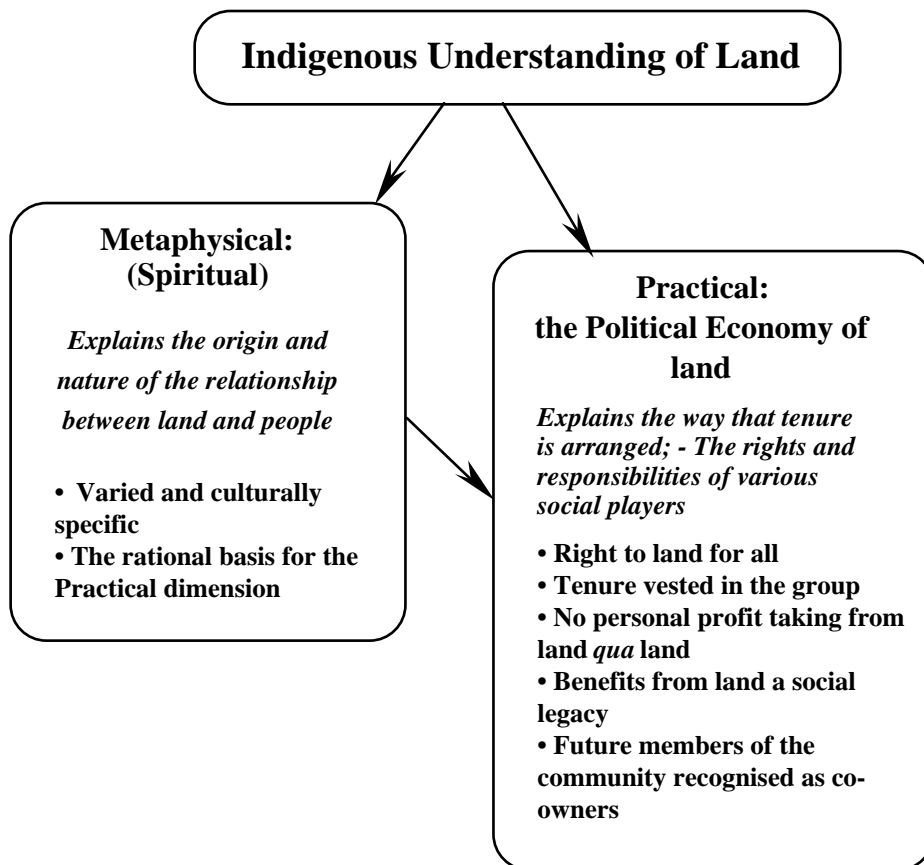 Indigenous Understanding of Land
Metaphysical:
(Spiritual)
Explains the origin and
nature of the relationship
between land and people
• Varied and culturally
specific
• The rational basis for the
Practical dimension
Practical:
the Political Economy of
land
Explains the way that tenure
is arranged; - The rights and
responsibilities of various
social players
• Right to land for all
• Tenure vested in the group
• No personal profit taking from
land qua land
• Benefits from land a social
legacy
• Future members of the
community recognised as co-
owners